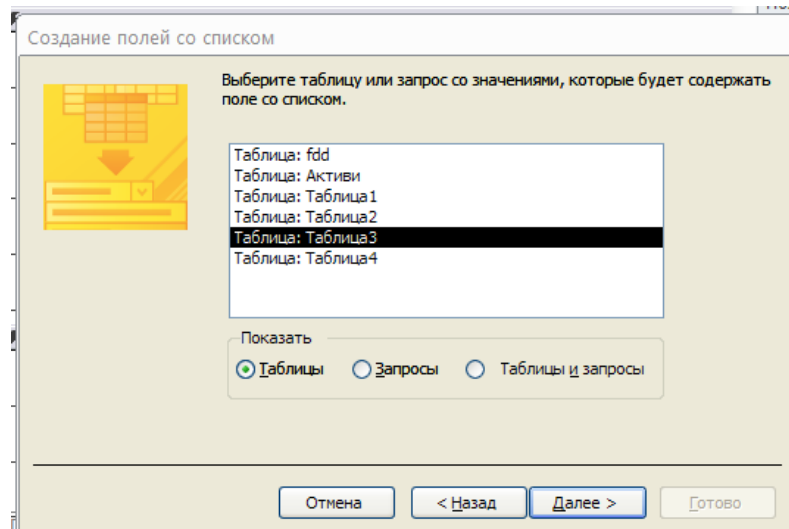 Создание полей со списком
Выберите таблицу или запрос со значениями, которые будет содержать
поле со списком.
Таблица: fdd
Таблица: Активи
Таблица: Таблица1
Таблица: Таблица2
Таблица: Таблица3
Таблица: Таблица4
Показать
Таблицы Запросы Таблицы и запросы
Отмена < Назад Далее > Готово